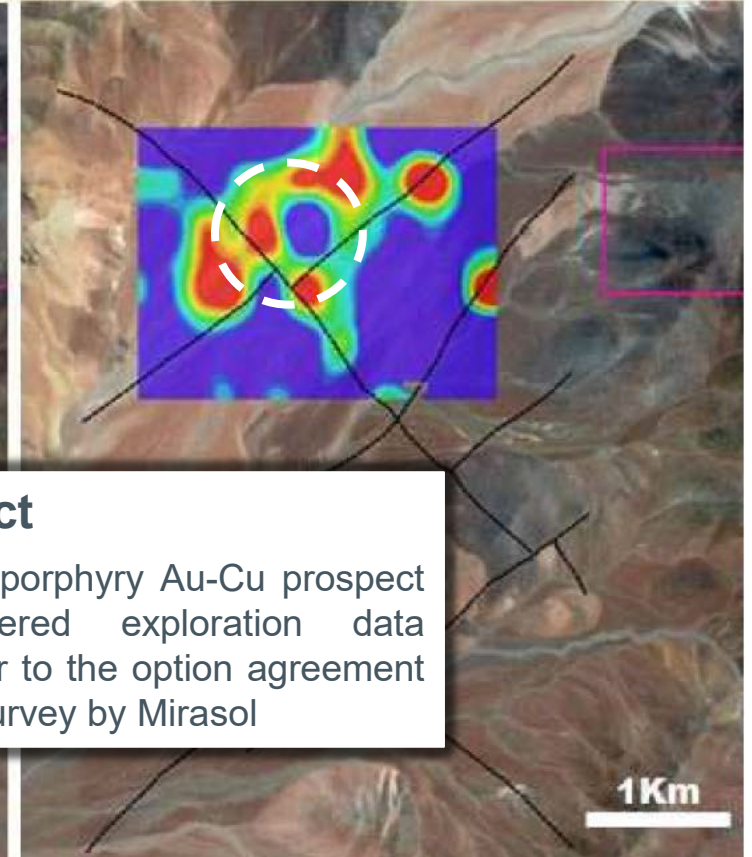 ct
porphyry Au-Cu prospect
ered exploration data
r to the option agreement
urvey by Mirasol
1Km